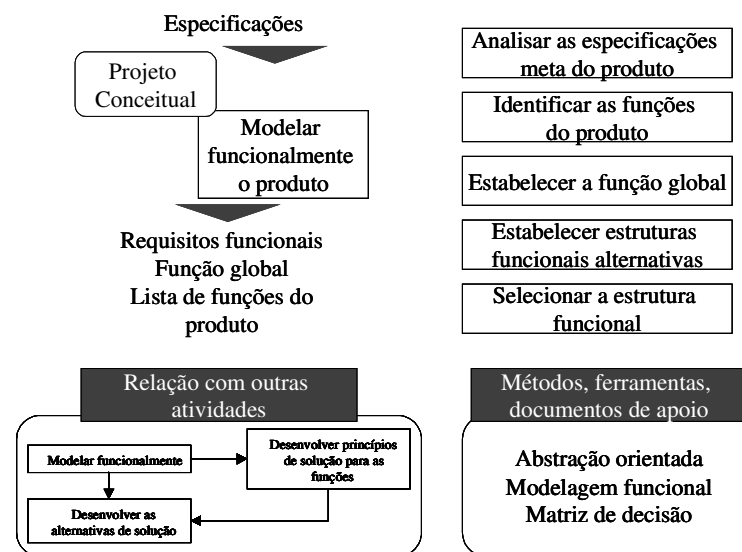 Especificações
Projeto
Conceitual
Modelar
funcionalmente
o produto
Requisitos funcionais
Função global
Lista de funções do
produto
Analisar as especificações
meta do produto
Identificar as funções
do produto
Estabelecer a função global
Estabelecer estruturas
funcionais alternativas
Selecionar a estrutura
funcional
Relação com outras
atividades
Modelar funcionalmente
Desenvolver princípios
de solução para as
funções
Desenvolver as
alternativas de solução
Métodos, ferramentas,
documentos de apoio
Abstração orientada
Modelagem funcional
Matriz de decisão